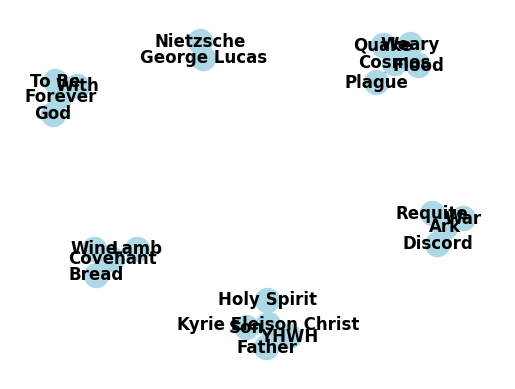 Nietzsche
George Lucas
Quake
Weary
Cosmos
Flood
Plague
To Be
With
Forever
God
Requite
War
Ark
Discord
Wine
Lamb
Covenant
Bread
Holy Spirit
Kyrie Eleison Christ
Son
YHWH
Father